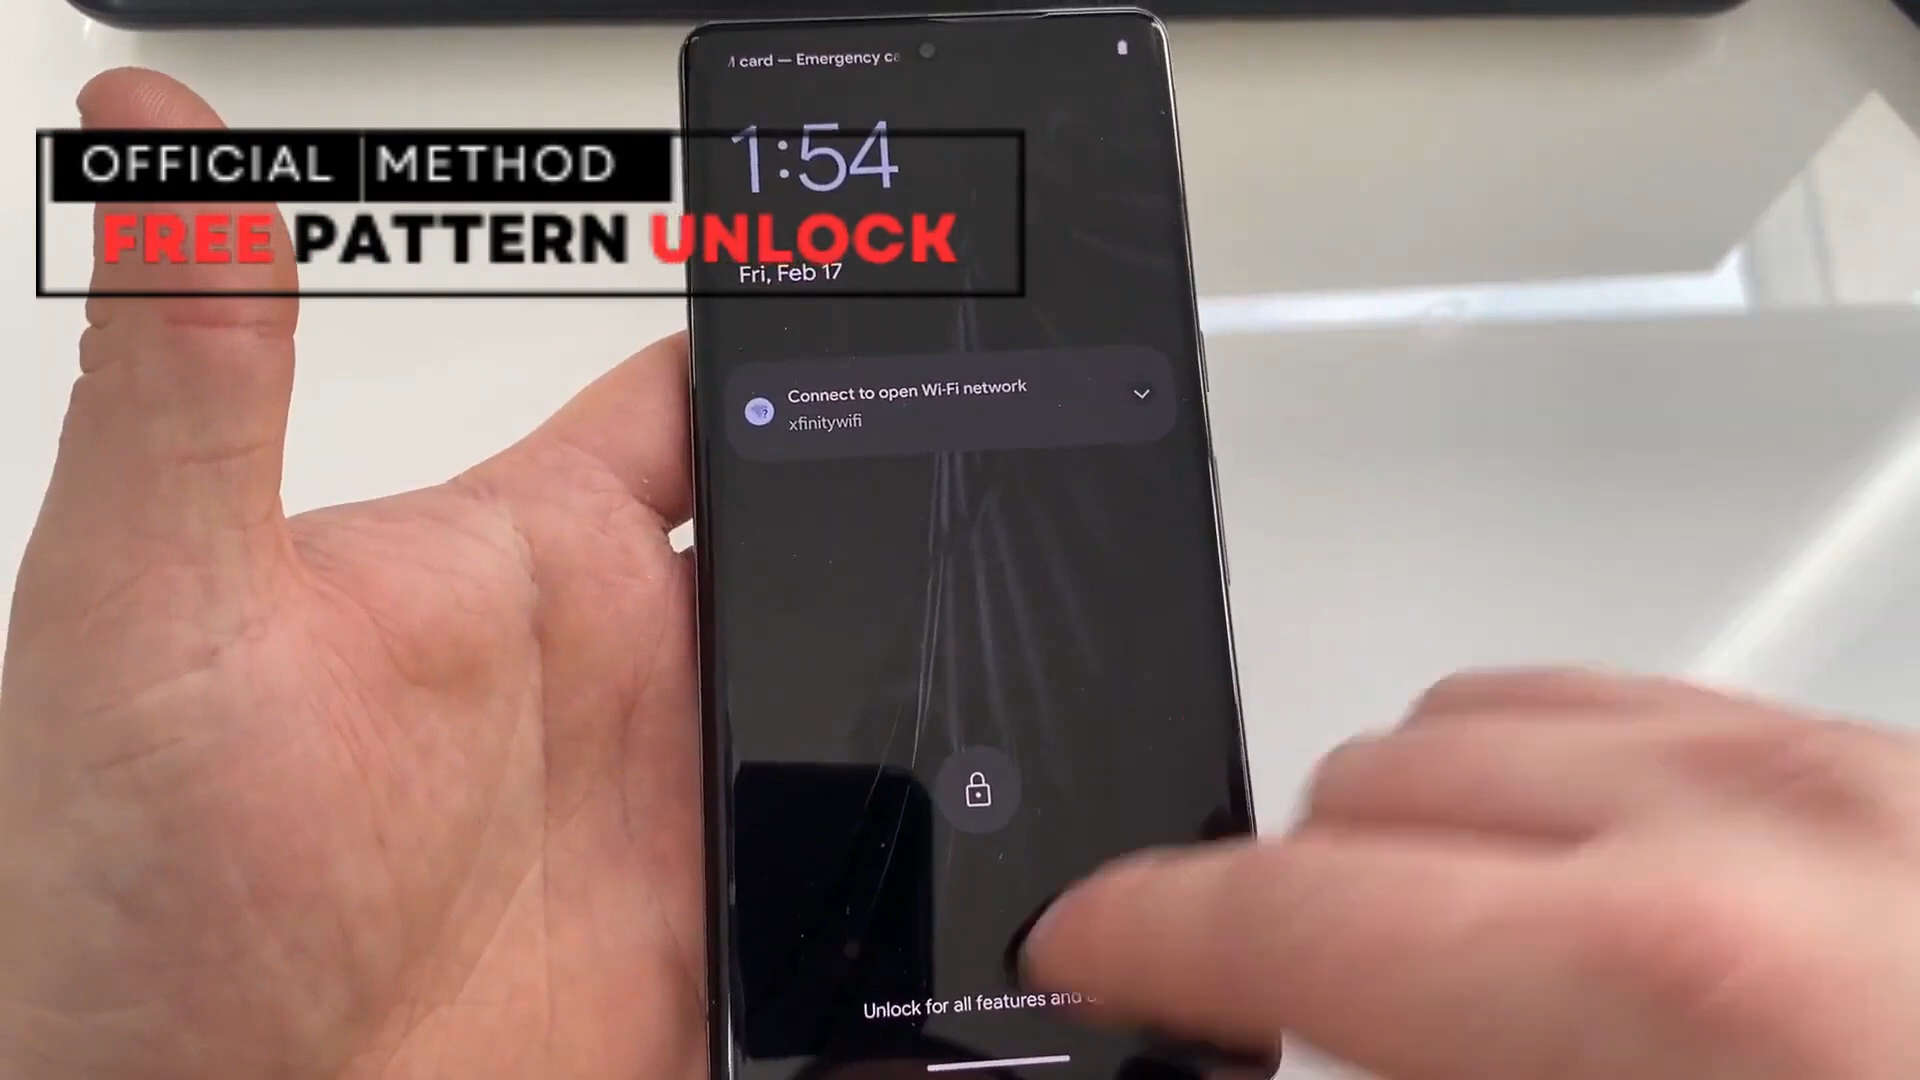 card — Emergency
OFFICIAL METHOD
1:54
FREE PATTERN UNLOCK
Fri, Feb 17
Connect to open Wi-Fi network
xfinitywifi
Unlock for all features and